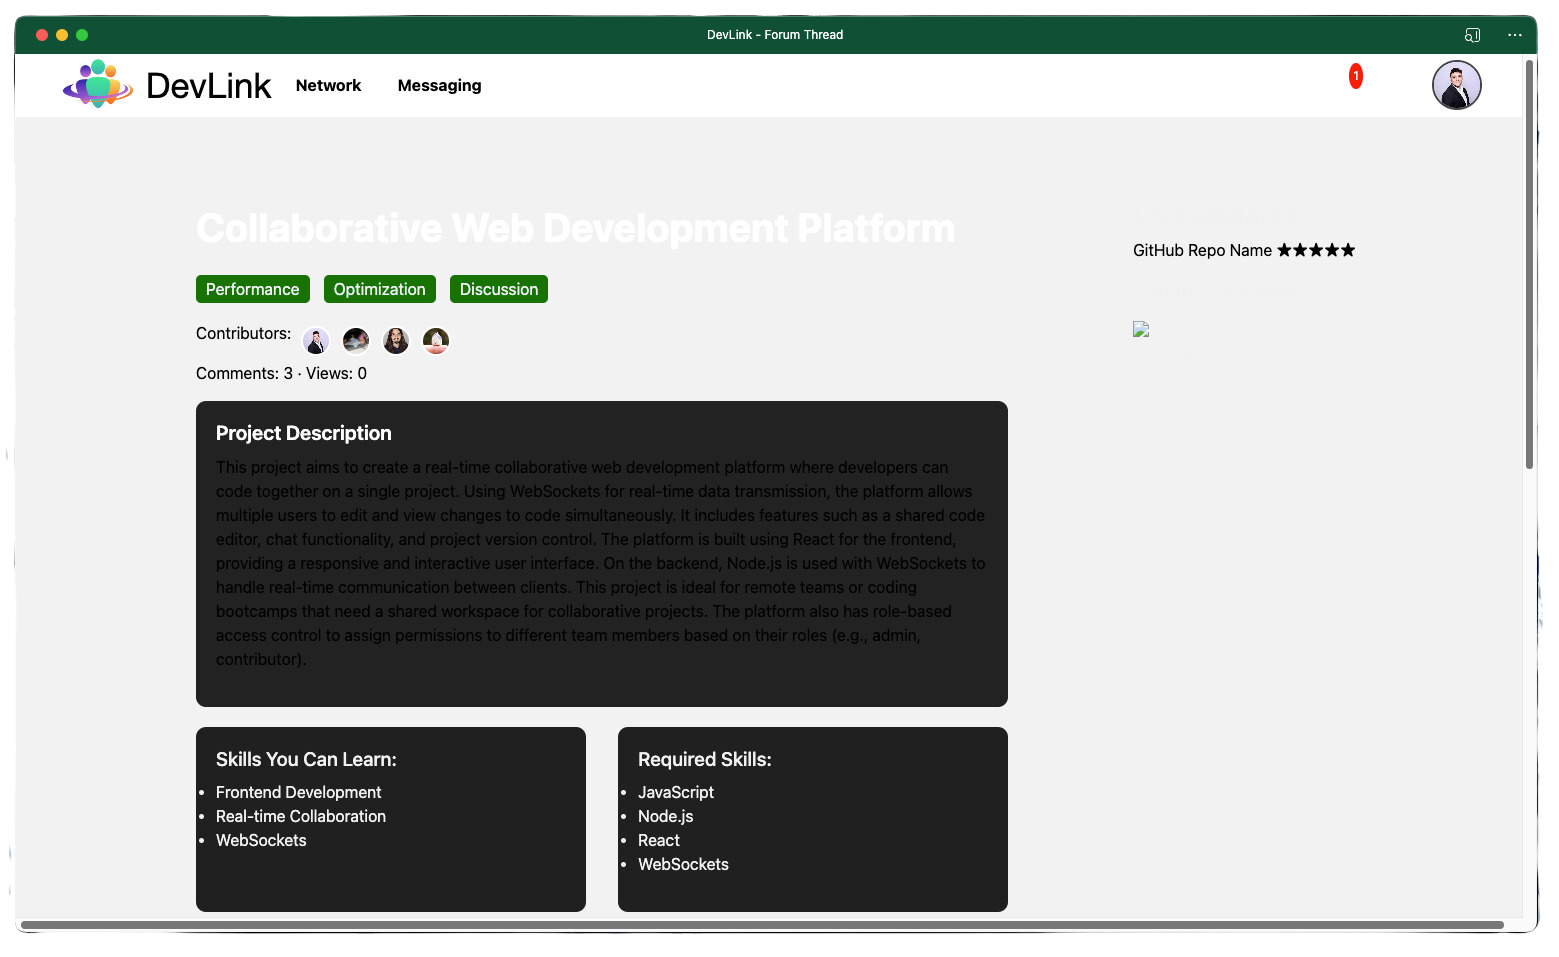 DevLink - Forum Thread
DevLink
Network
Messaging
1
Collaborative Web Development Platform
GitHub Repo Name ★★★★★
Performance
Optimization
Discussion
Contributors:
Comments: 3 · Views: 0
Project Description
This project aims to create a real-time collaborative web development platform where developers can
code together on a single project. Using WebSockets for real-time data transmission, the platform allows
multiple users to edit and view changes to code simultaneously. It includes features such as a shared code
editor, chat functionality, and project version control. The platform is built using React for the frontend,
providing a responsive and interactive user interface. On the backend, Node.js is used with WebSockets to
handle real-time communication between clients. This project is ideal for remote teams or coding
bootcamps that need a shared workspace for collaborative projects. The platform also has role-based
access control to assign permissions to different team members based on their roles (e.g., admin,
contributor).
Skills You Can Learn:
• Frontend Development
• Real-time Collaboration
• WebSockets
Required Skills:
• JavaScript
• Node.js
• React
• WebSockets